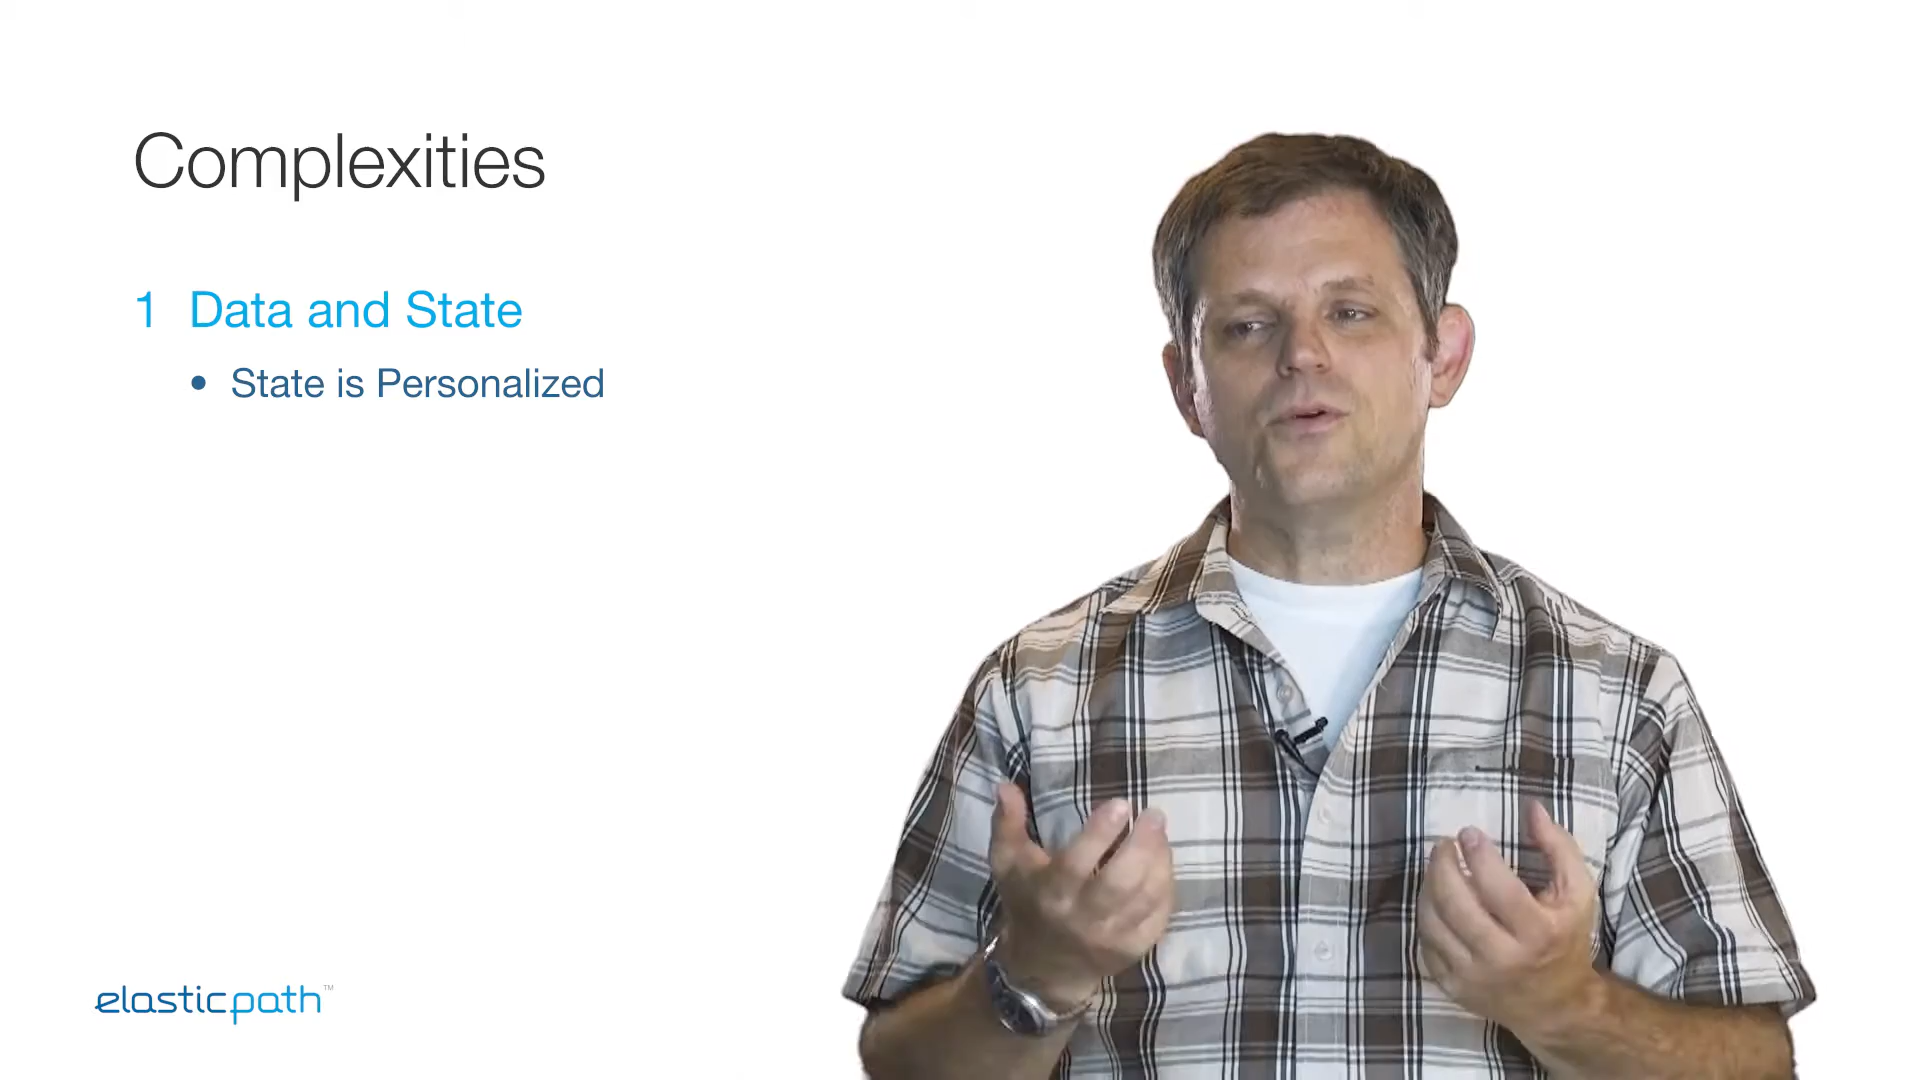 Complexities
1 Data and State
• State is Personalized
elasticpath™